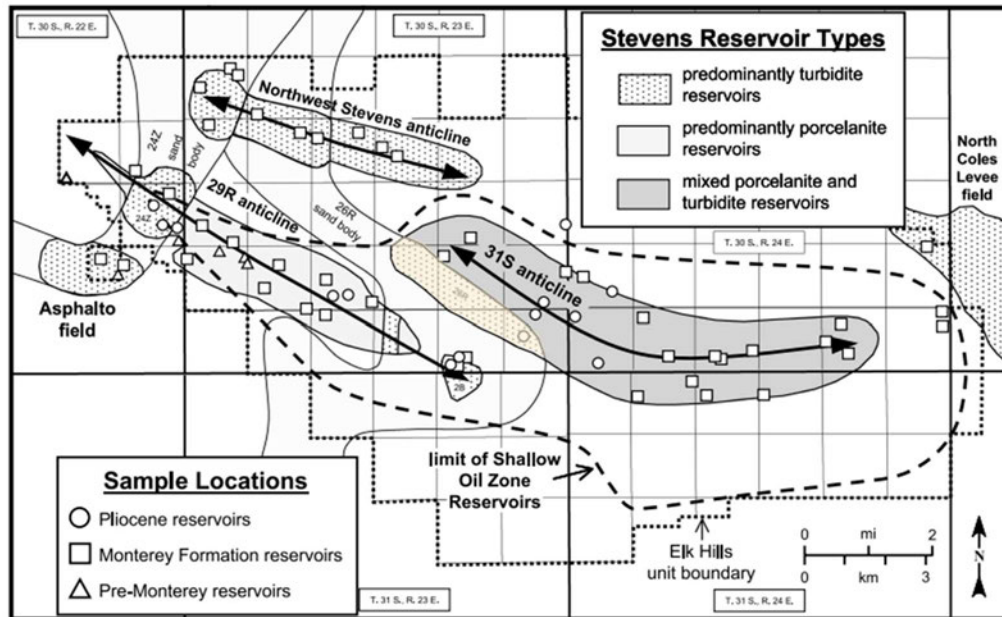 T. 30 S., R. 22 E.
T. 30 S., R. 23 E.
Stevens Reservoir Types
predominantly turbidite
reservoirs
predominantly porcelanite
reservoirs
mixed porcelanite and
turbidite reservoirs
North
Coles
Levee
field
Northwest Stevens anticline
24Z
sand
body
29R anticline
26R
sand body
24Z
T. 30 S., R. 24 E.
31S anticline
26R
Asphalto
field
2B
limit of Shallow
Oil Zone
Reservoirs
Elk Hills
unit boundary
Sample Locations
Pliocene reservoirs
Monterey Formation reservoirs
Pre-Monterey reservoirs
0 mi 2
0 km 3
N
T. 31 S., R. 23 E.
T. 31 S., R. 24 E.